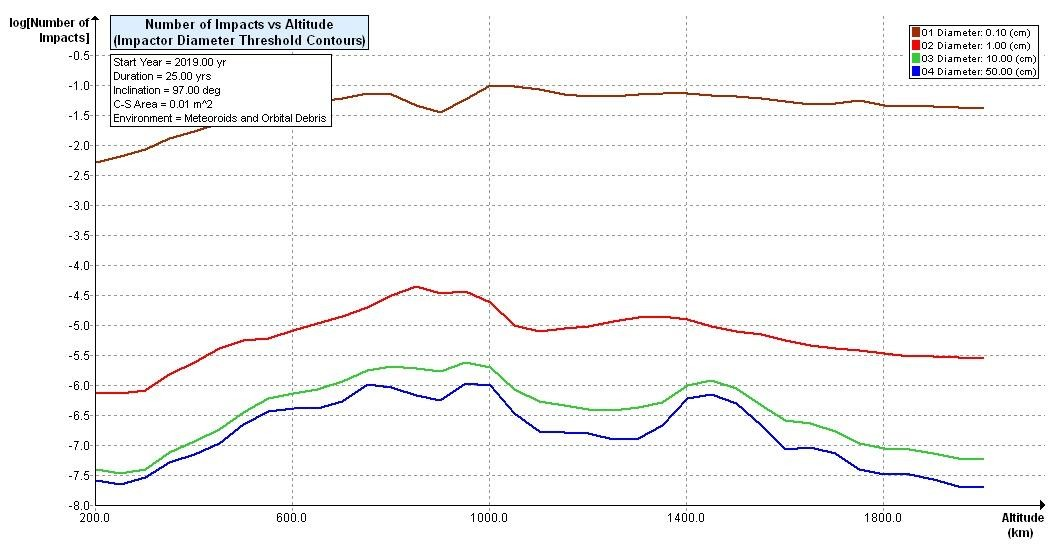 log[Number of
Impacts]
Number of Impacts vs Altitude
(Impactor Diameter Threshold Contours)
Start Year = 2019.00 yr
Duration = 25.00 yrs
Inclination = 97.00 deg
C-S Area = 0.01 m^2
Environment = Meteoroids and Orbital Debris
01 Diameter: 0.10 (cm)
02 Diameter: 1.00 (cm)
03 Diameter: 10.00 (cm)
04 Diameter: 50.00 (cm)
-0.5
-1.0
-1.5
-2.0
-2.5
-3.0
-3.5
-4.0
-4.5
-5.0
-5.5
-6.0
-6.5
-7.0
-7.5
-8.0
200.0
600.0
1000.0
1400.0
1800.0
Altitude
(km)